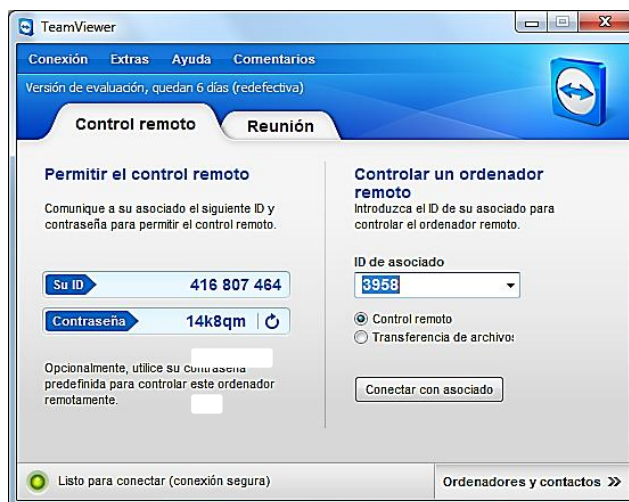 TeamViewer
Conexión Extras Ayuda Comentarios
Versión de evaluación, quedan 6 días (redefectiva)
Control remoto
Reunión
Permitir el control remoto
Comunique a su asociado el siguiente ID y
contraseña para permitir el control remoto.
Su ID 416 807 464
Contraseña 14k8qm
Opcionalmente, utilice su contraseña
predefinida para controlar este ordenador
remotamente.
Controlar un ordenador
remoto
Introduzca el ID de su asociado para
controlar el ordenador remoto.
ID de asociado
3958
Control remoto
Transferencia de archivos
Conectar con asociado
Listo para conectar (conexión segura)
Ordenadores y contactos >>